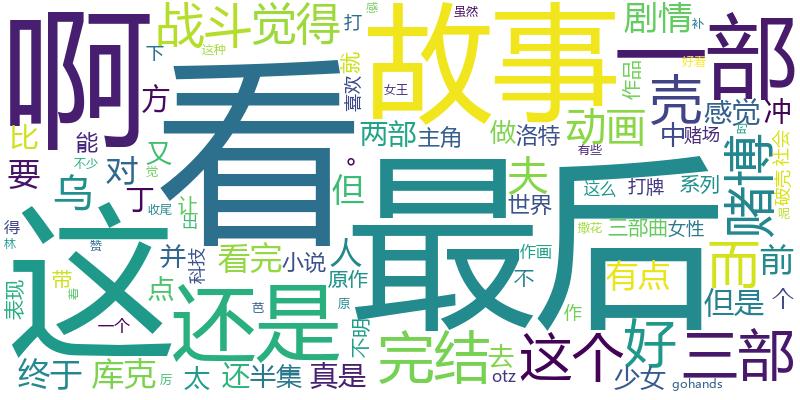 啊
战斗
觉得
故事
一部
剧情
壳
感觉
冲
看
这
最后
还是
完结
这个
三部
好
但是
而
前
个
动画
赌博
两部
主角
做
洛特
中
赌场
夫
但
世界
打牌
这么
系列
三部曲
女性
撒花
有点
作画
不
作
人
原作
原
不明
小说
看完
并
科技
点
带
表现
着
一个
芭
赞
终于
库克
厉
太
还
半集
真是
otz
去
少女
gohands
乌
丁
让
出
收尾
对
又
能
不少
觉
要
比
方
下
打
感
虽然
这种
就
喜欢
女王
。
作品
补
好看
有些
社会
破壳
得
林